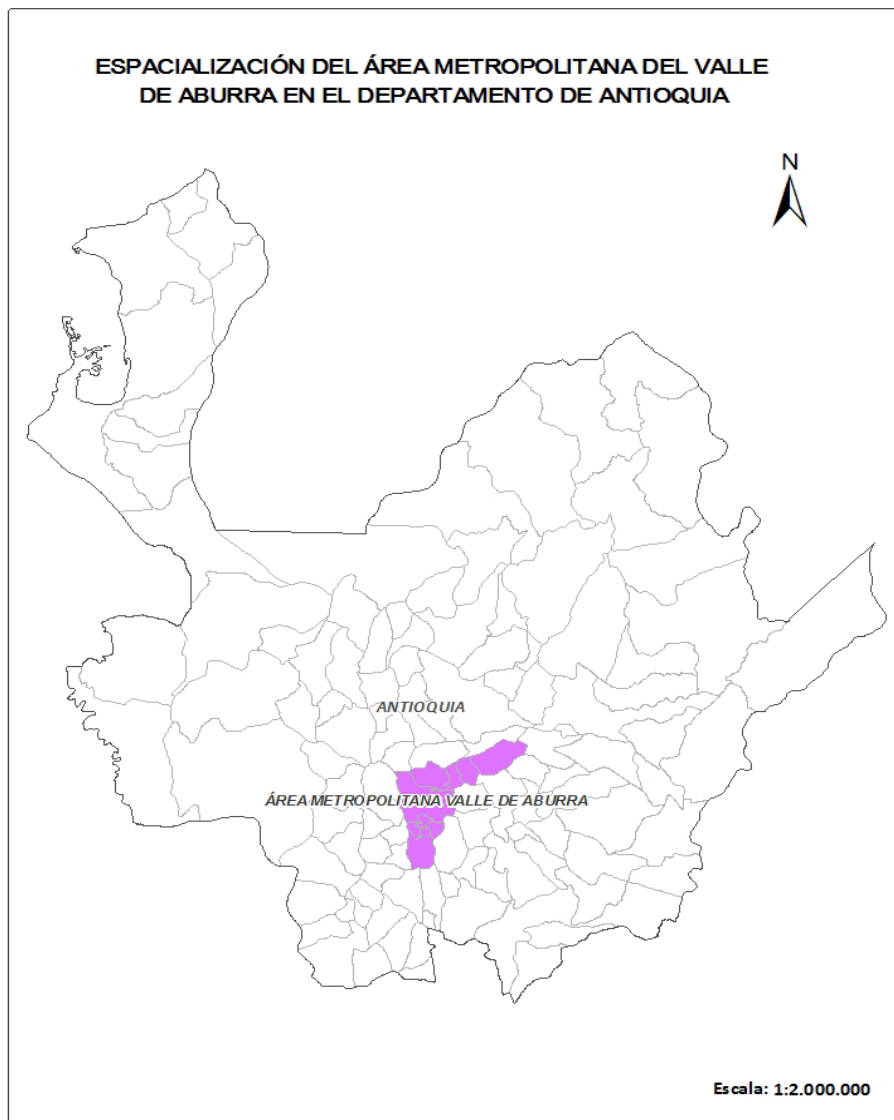 ESPACIALIZACIÓN DEL ÁREA METROPOLITANA DEL VALLE
DE ABURRA EN EL DEPARTAMENTO DE ANTIOQUIA
N
ANTIOQUIA
ÁREA METROPOLITANA VALLE DE ABURRA
Escala: 1:2.000.000